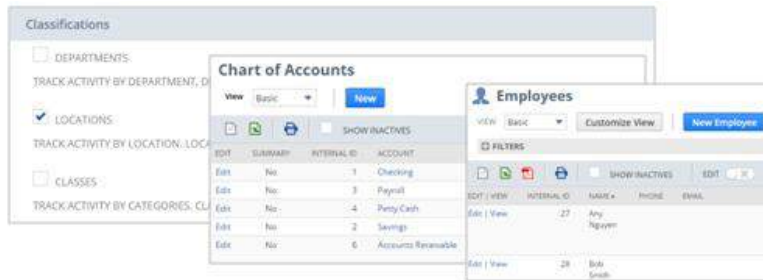 Classifications
DEPARTMENTS
TRACK ACTIVITY BY DEPARTMENT, D
LOCATIONS
TRACK ACTIVITY BY LOCATION. LOCA
CLASSES
TRACK ACTIVITY BY CATEGORIES. CL
Chart of Accounts
View Basic New
SHOW INACTIVES
EDIT SUMMARY INTERNAL ID ACCOUNT
Edit No 1 Checking
Edit No 3 Payroll
Edit No 4 Petty Cash
Edit No 2 Savings
Edit No 6 Accounts Receivable
Employees
VIEW Basic Customize View New Employee
FILTERS
SHOW INACTIVES EDIT
EDIT | VIEW INTERNAL ID NAME PHONE EMAIL
Edit | View 27 Any
Nguyen
Edit | View 28 Bob
Smith